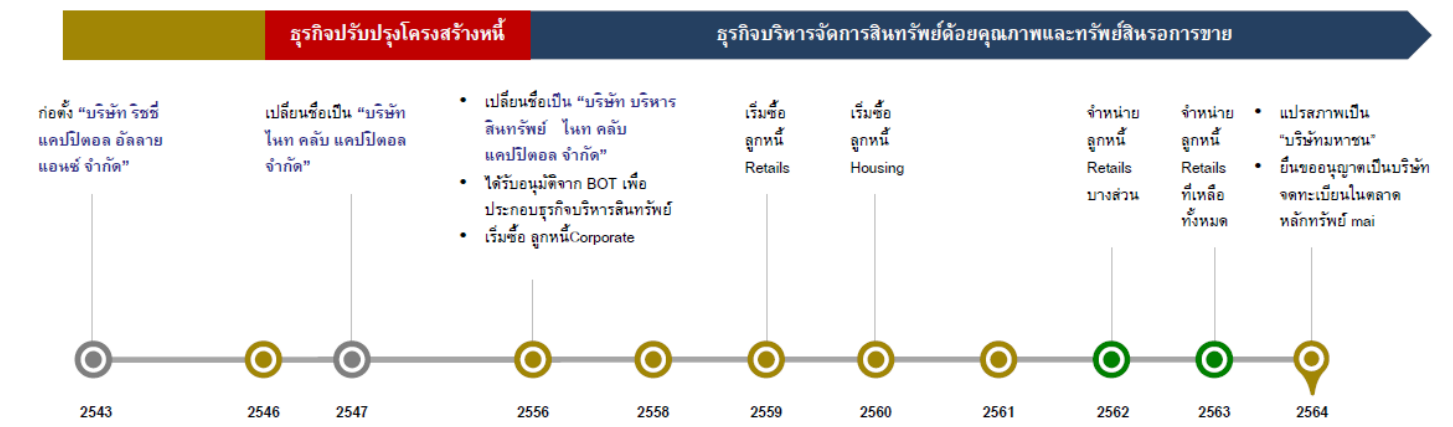 ธุรกิจปรับปรุงโครงสร้างหนี้
ธุรกิจบริหารจัดการสินทรัพย์ด้อยคุณภาพและทรัพย์สินรอการขาย
ก่อตั้ง “บริษัท ริชชี่
แคปปิตอล อัลลาย
แอนซ์ จำกัด”
เปลี่ยนชื่อเป็น “บริษัท
ไนท คลับ แคปปิตอล
จำกัด”
• เปลี่ยนชื่อเป็น “บริษัท บริหาร
สินทรัพย์ ไนท คลับ
แคปปิตอล จำกัด”
• ได้รับอนุมัติจาก BOT เพื่อ
ประกอบธุรกิจบริหารสินทรัพย์
• เริ่มซื้อ ลูกหนี้Corporate
เริ่มซื้อ
ลูกหนี้
Retails
เริ่มซื้อ
ลูกหนี้
Housing
จำหน่าย
ลูกหนี้
Retails
บางส่วน
จำหน่าย
ลูกหนี้
Retails
ที่เหลือ
ทั้งหมด
• แปรสภาพเป็น
“บริษัทมหาชน”
• ยื่นขออนุญาตเป็นบริษัท
จดทะเบียนในตลาด
หลักทรัพย์ mai
2543
2546
2547
2556
2558
2559
2560
2561
2562
2563
2564